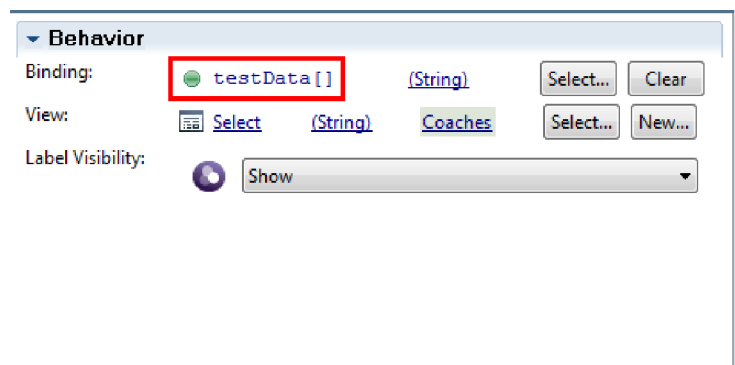 Behavior
Binding: testData[] (String) Select... Clear
View: Select (String) Coaches Select... New...
Label Visibility: Show